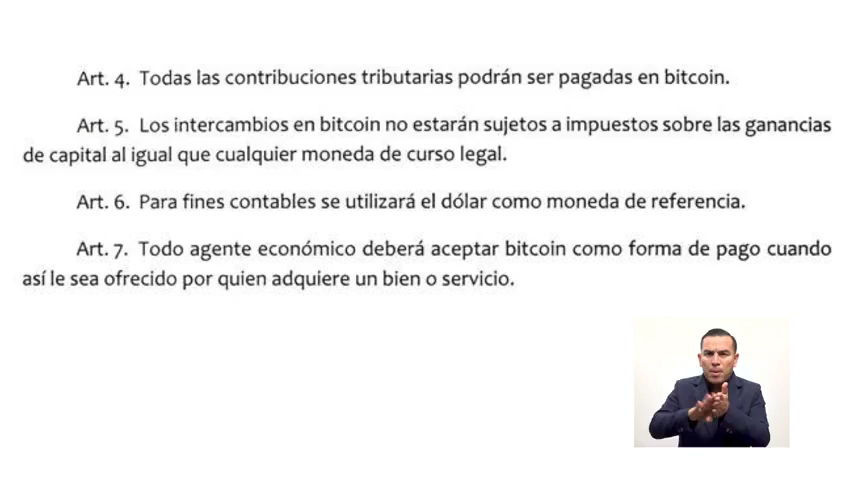 Art. 4. Todas las contribuciones tributarias podrán ser pagadas en bitcoin.
Art. 5. Los intercambios en bitcoin no estarán sujetos a impuestos sobre las ganancias
de capital al igual que cualquier moneda de curso legal.
Art. 6. Para fines contables se utilizará el dólar como moneda de referencia.
Art. 7. Todo agente económico deberá aceptar bitcoin como forma de pago cuando
así le sea ofrecido por quien adquiere un bien o servicio.